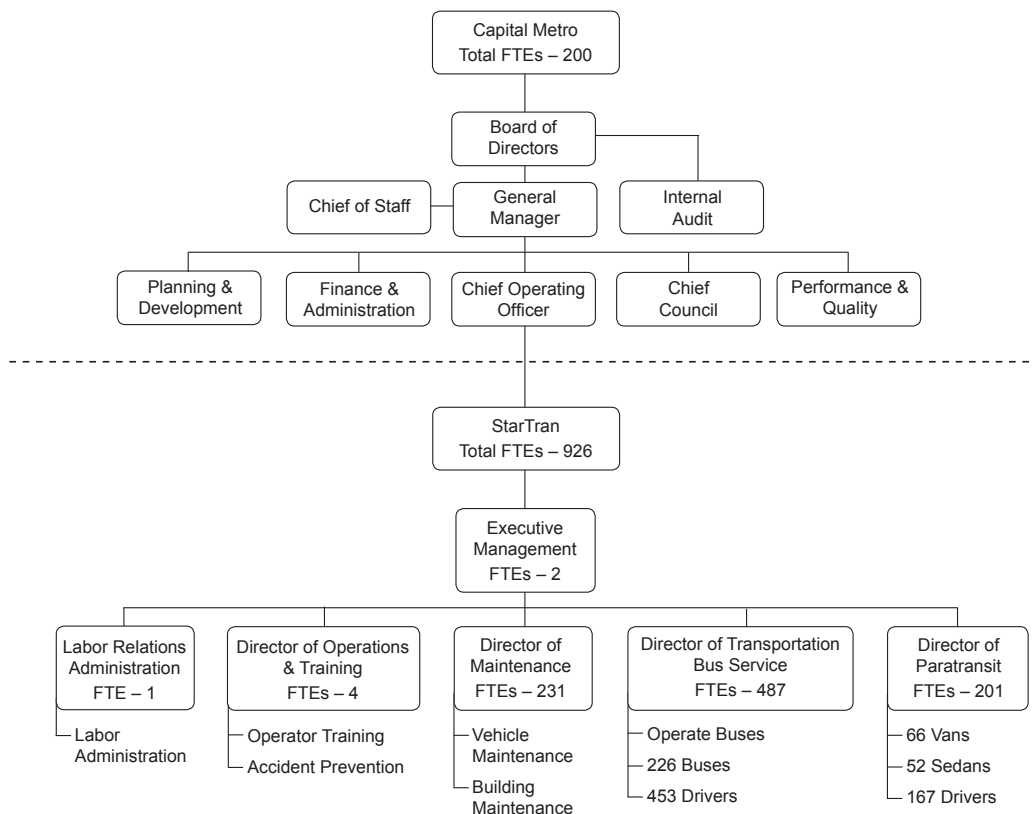 Capital Metro
Total FTEs – 200
Board of
Directors
Chief of Staff
General
Manager
Internal
Audit
Planning &
Development
Finance &
Administration
Chief Operating
Officer
Chief
Council
Performance &
Quality
StarTran
Total FTEs – 926
Executive
Management
FTEs – 2
Labor Relations
Administration
FTE – 1
Labor
Administration
Director of Operations
& Training
FTEs – 4
Operator Training
Accident Prevention
Director of
Maintenance
FTEs – 231
Vehicle
Maintenance
Building
Maintenance
Director of Transportation
Bus Service
FTEs – 487
Operate Buses
226 Buses
453 Drivers
Director of
Paratransit
FTEs – 201
66 Vans
52 Sedans
167 Drivers